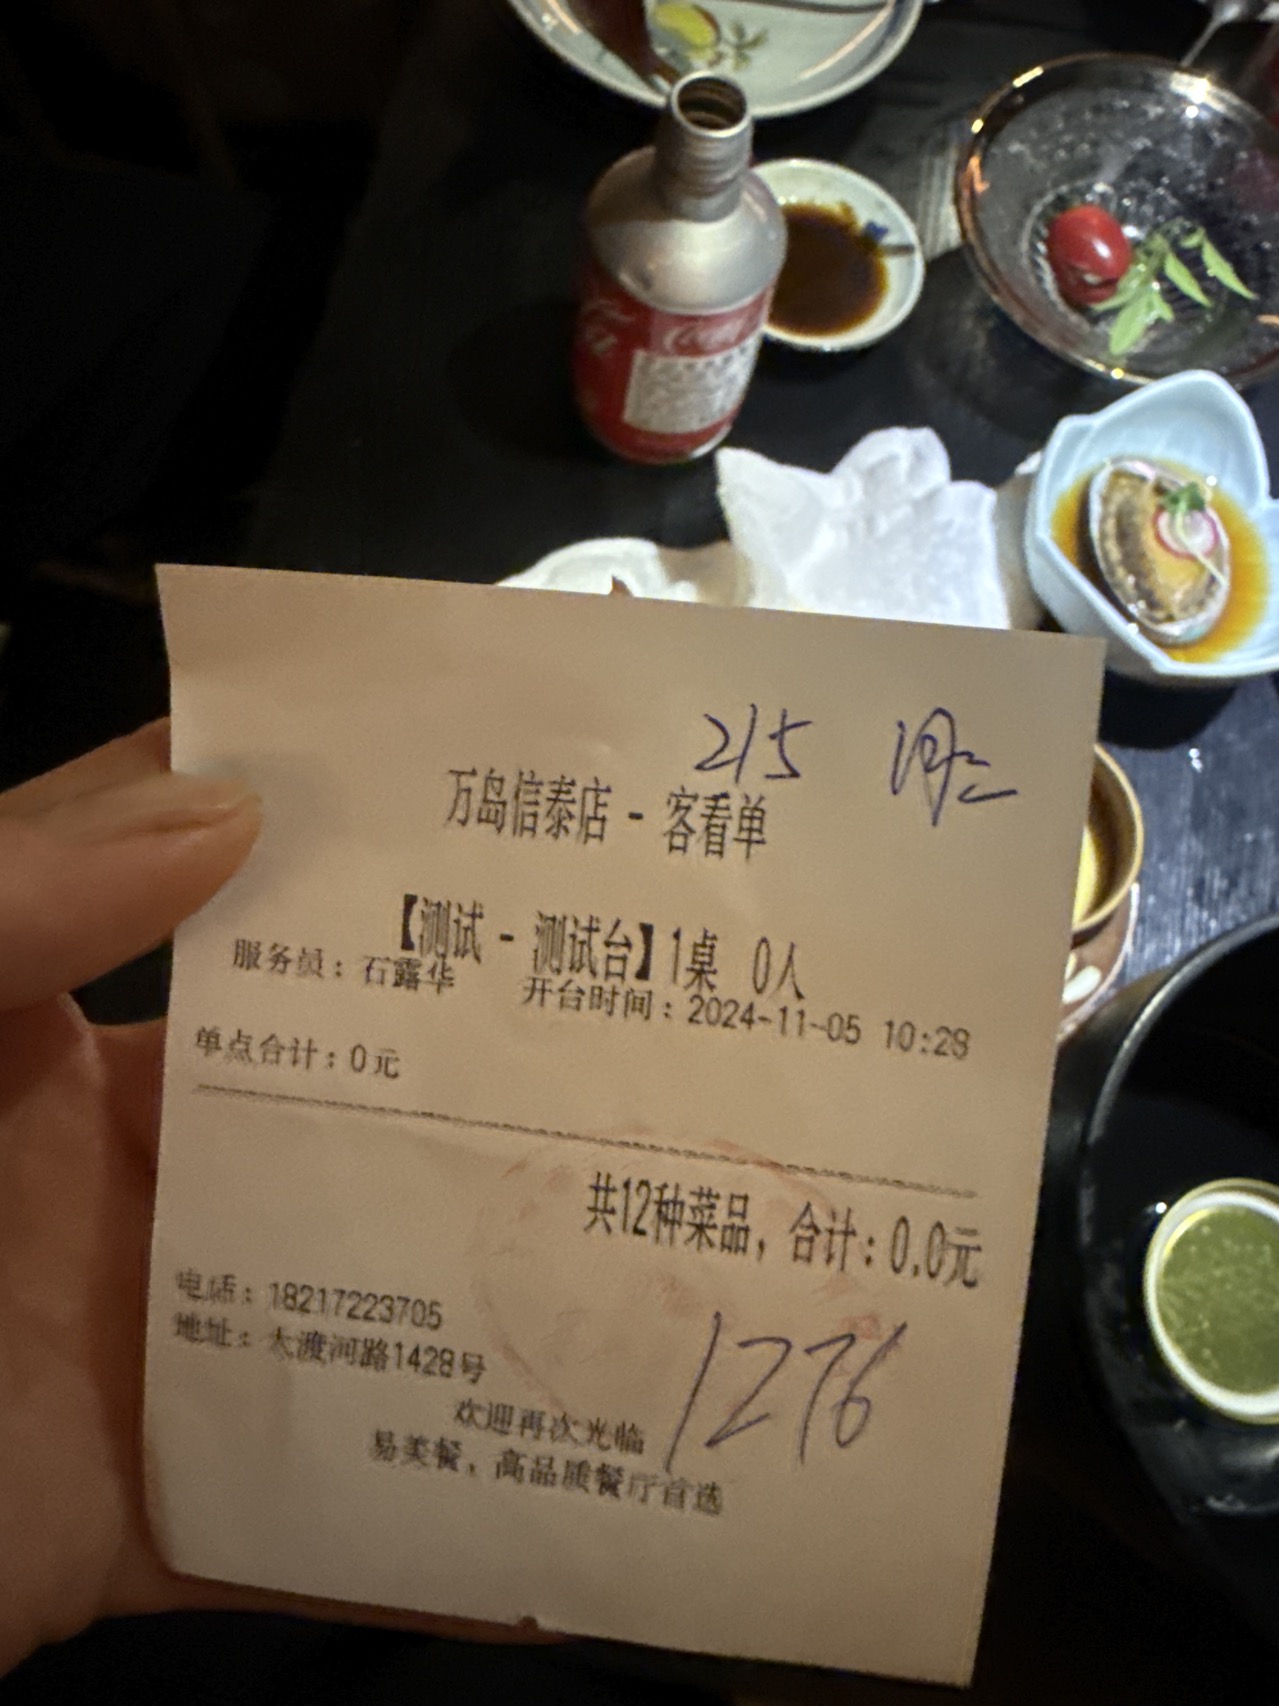 215
万岛信泰店 - 客看单
【测试 - 测试台】1桌 0人
服务员：石露华 开台时间：2024-11-05 10:28
单点合计：0元
共12种菜品，合计：0.0元
电话：18217223705
地址：大渡河路1428号
1276
欢迎再次光临
易美餐，高品质餐厅首选